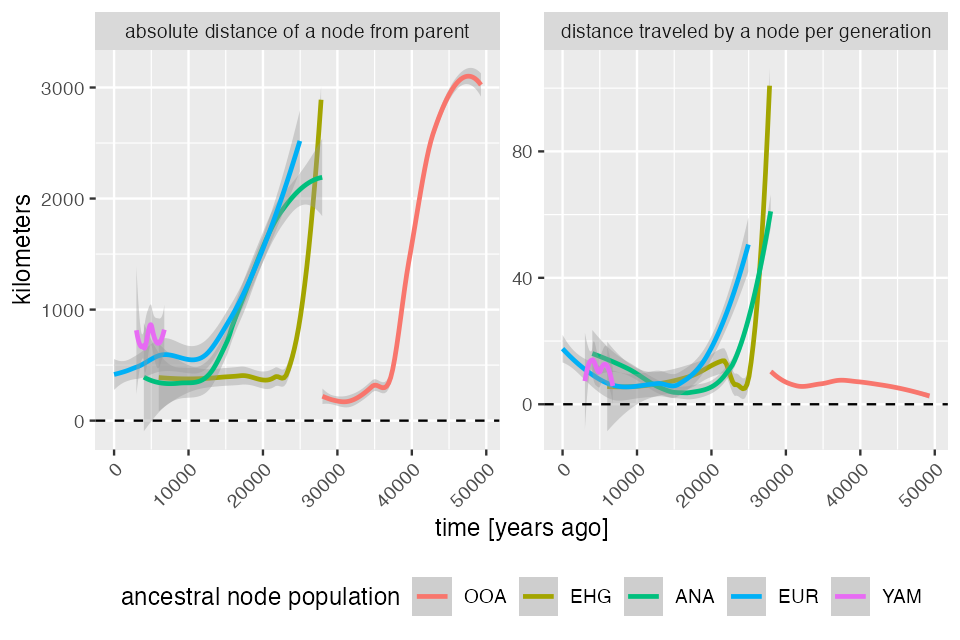 absolute distance of a node from parent
distance traveled by a node per generation
kilometers
3000
2000
1000
0
80
40
0
0
10000
20000
30000
40000
50000
0
10000
20000
30000
40000
50000
time [years ago]
ancestral node population
OOA
EHG
ANA
EUR
YAM